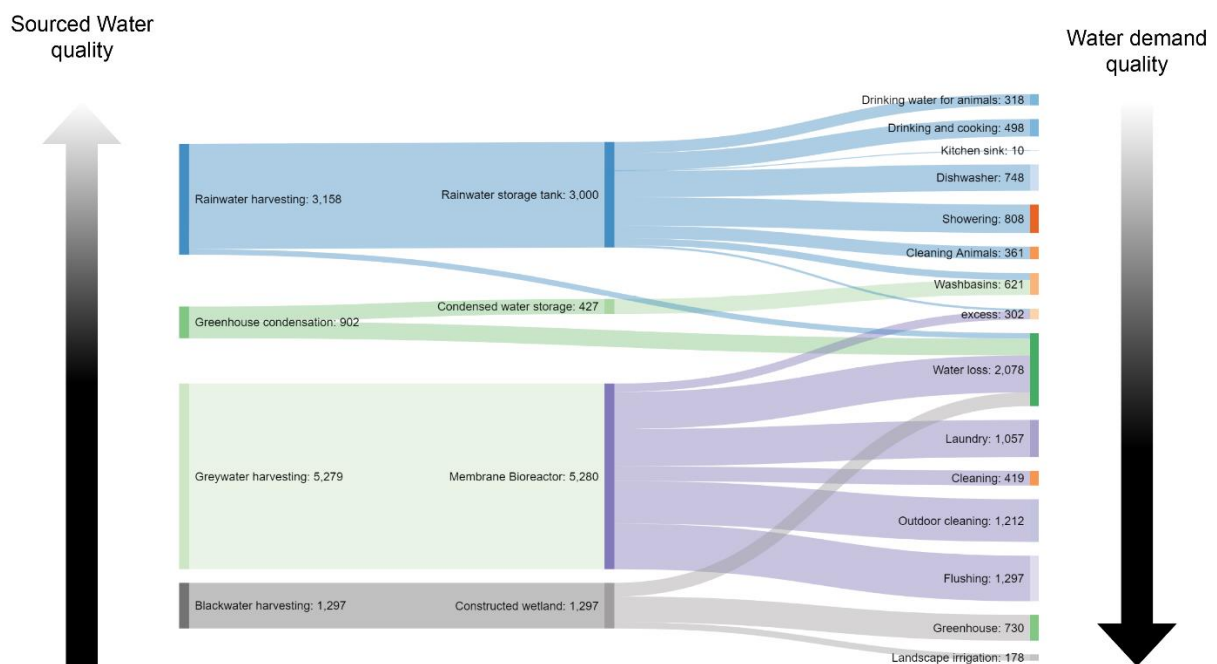 Sourced Water
quality
Water demand
quality
Rainwater harvesting: 3,158
Greenhouse condensation: 902
Greywater harvesting: 5,279
Blackwater harvesting: 1,297
Rainwater storage tank: 3,000
Condensed water storage: 427
Membrane Bioreactor: 5,280
Constructed wetland: 1,297
Drinking water for animals: 318
Drinking and cooking: 498
Kitchen sink: 10
Dishwasher: 748
Showering: 808
Cleaning Animals: 361
Washbasins: 621
excess: 302
Water loss: 2,078
Laundry: 1,057
Cleaning: 419
Outdoor cleaning: 1,212
Flushing: 1,297
Greenhouse: 730
Landscape irrigation: 178